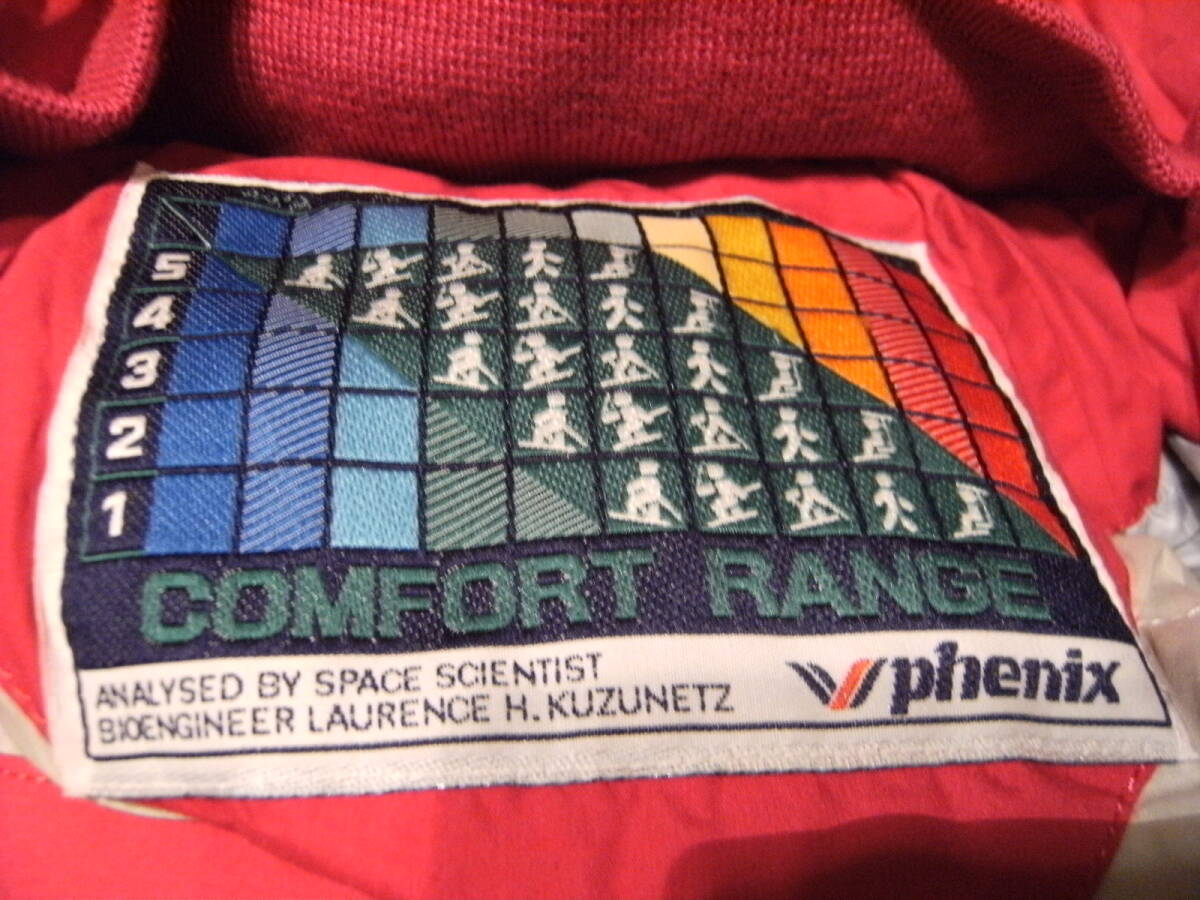 5
4
3
2
1
COMFORT RANGE
ANALYSED BY SPACE SCIENTIST
BIOENGINEER LAURENCE H. KUZUNETZ
phenix